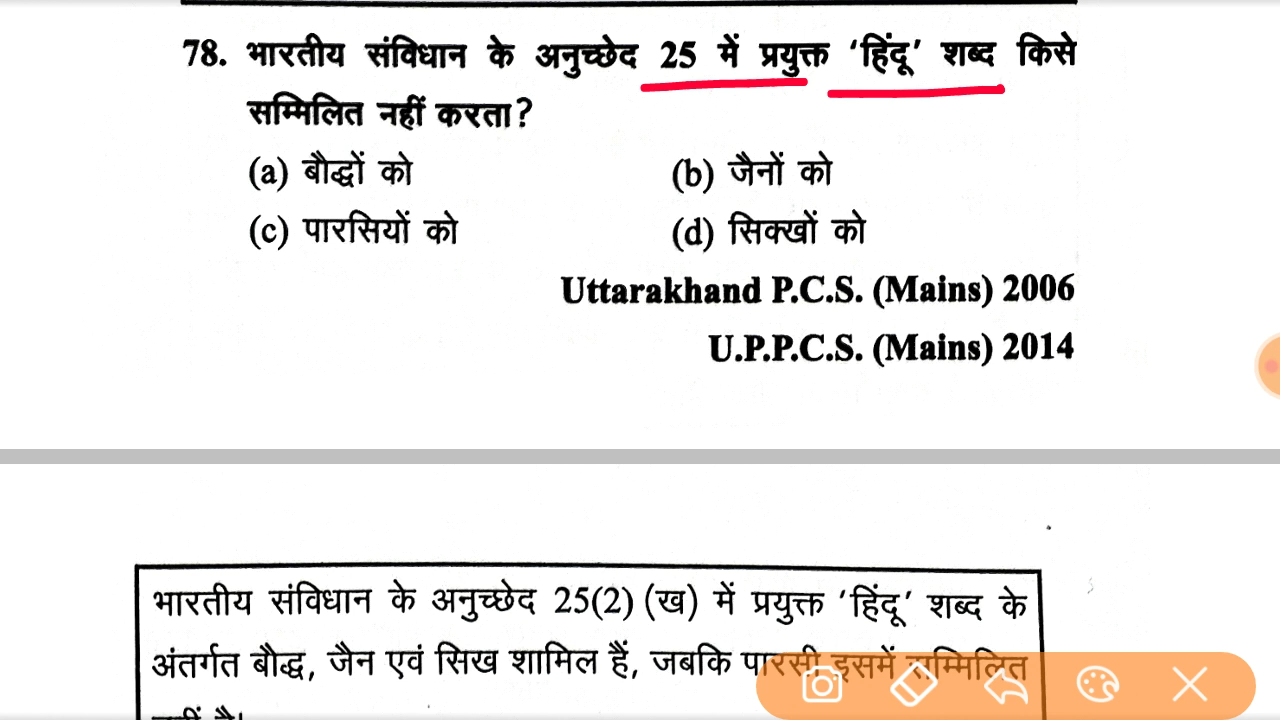 78. भारतीय संविधान के अनुच्छेद 25 में प्रयुक्त ‘हिंदू’ शब्द किसे
सम्मिलित नहीं करता?
(a) बौद्धों को (b) जैनों को
(c) पारसियों को (d) सिक्खों को
Uttarakhand P.C.S. (Mains) 2006
U.P.P.C.S. (Mains) 2014
भारतीय संविधान के अनुच्छेद 25(2) (ख) में प्रयुक्त ‘हिंदू’ शब्द के
अंतर्गत बौद्ध, जैन एवं सिख शामिल हैं, जबकि पारसी इसमें सम्मिलित
नहीं है।